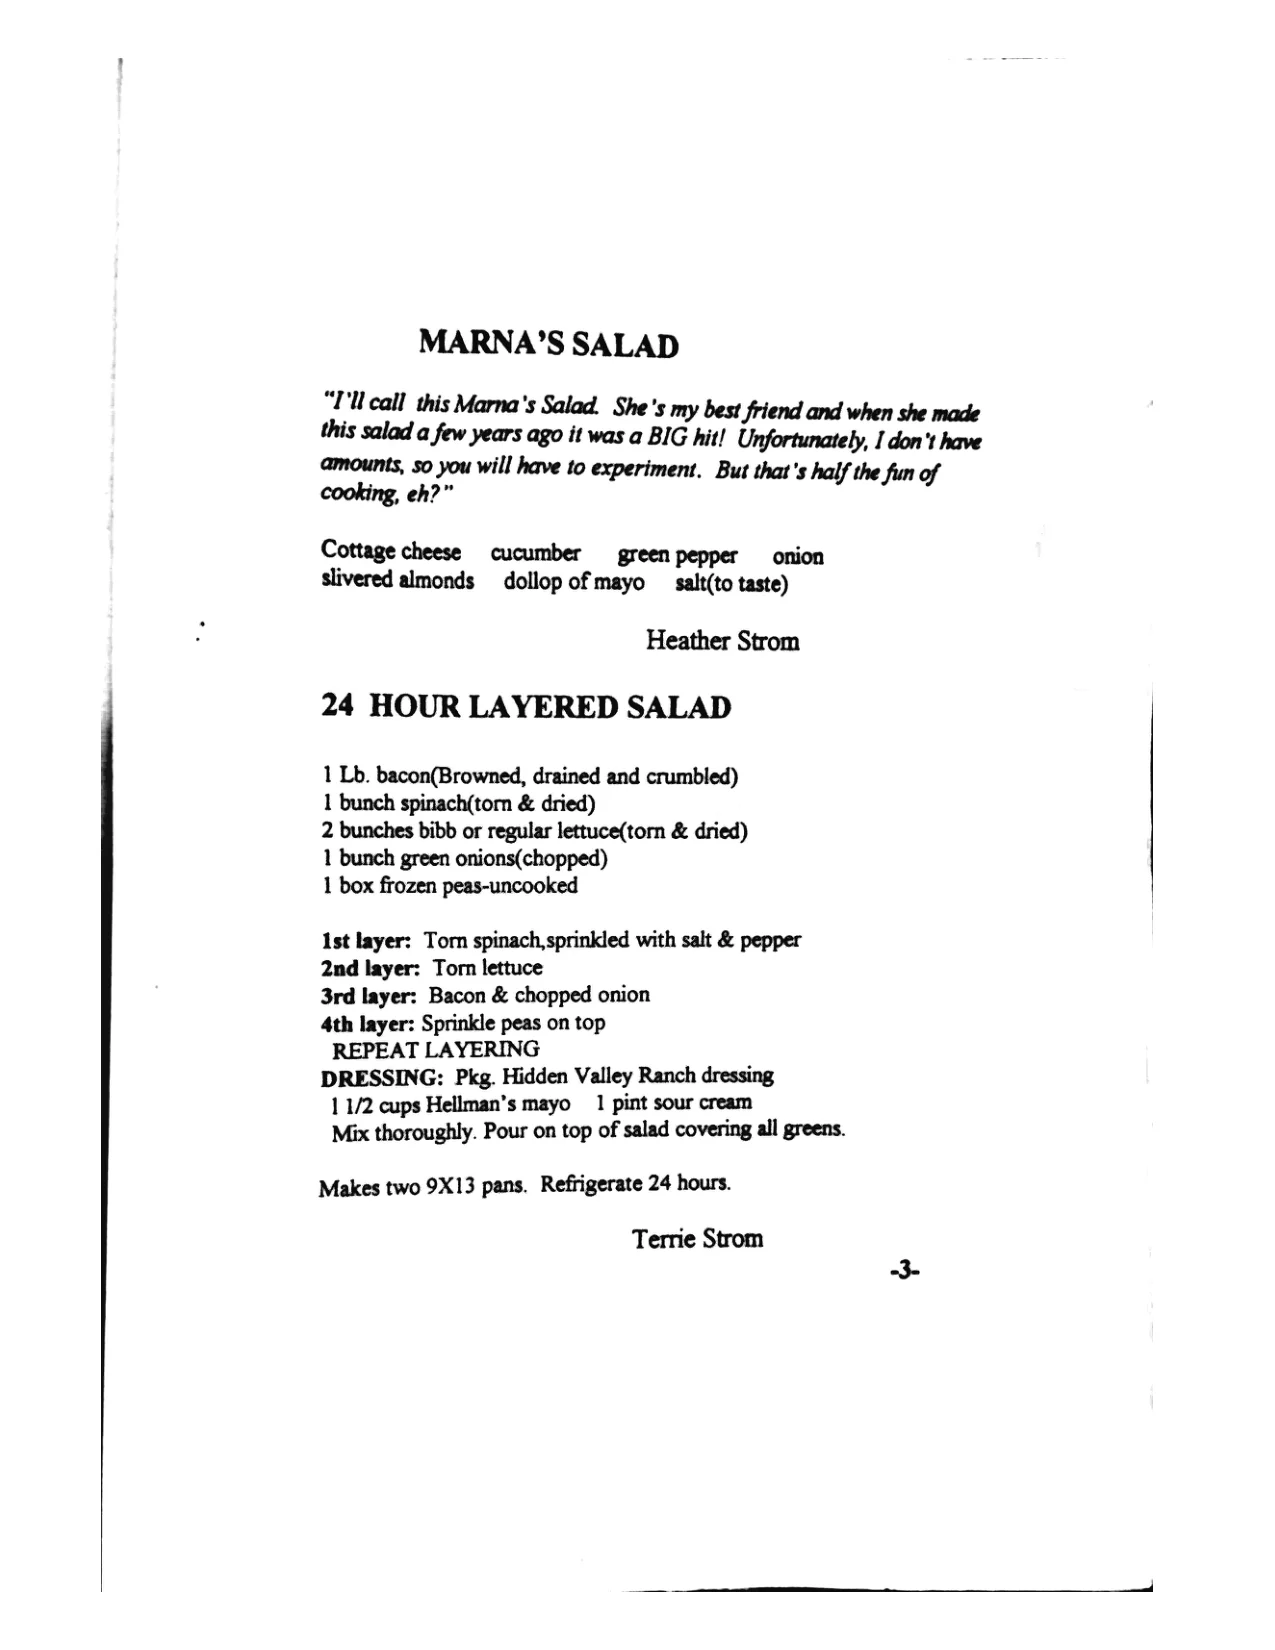 MARNA'S SALAD
"I'll call this Marna's Salad. She's my best friend and when she made
this salad a few years ago it was a BIG hit! Unfortunately, I don't have
amounts, so you will have to experiment. But that's half the fun of
cooking, eh?"
Cottage cheese cucumber green pepper onion
slivered almonds dollop of mayo salt(to taste)
Heather Strom
24 HOUR LAYERED SALAD
1 Lb. bacon(Browned, drained and crumbled)
1 bunch spinach(torn & dried)
2 bunches bibb or regular lettuce(torn & dried)
1 bunch green onions(chopped)
1 box frozen peas-uncooked
1st layer: Torn spinach,sprinkled with salt & pepper
2nd layer: Torn lettuce
3rd layer: Bacon & chopped onion
4th layer: Sprinkle peas on top
REPEAT LAYERING
DRESSING: Pkg. Hidden Valley Ranch dressing
1 1/2 cups Hellman's mayo 1 pint sour cream
Mix thoroughly. Pour on top of salad covering all greens.
Makes two 9X13 pans. Refrigerate 24 hours.
Terrie Strom
-3-